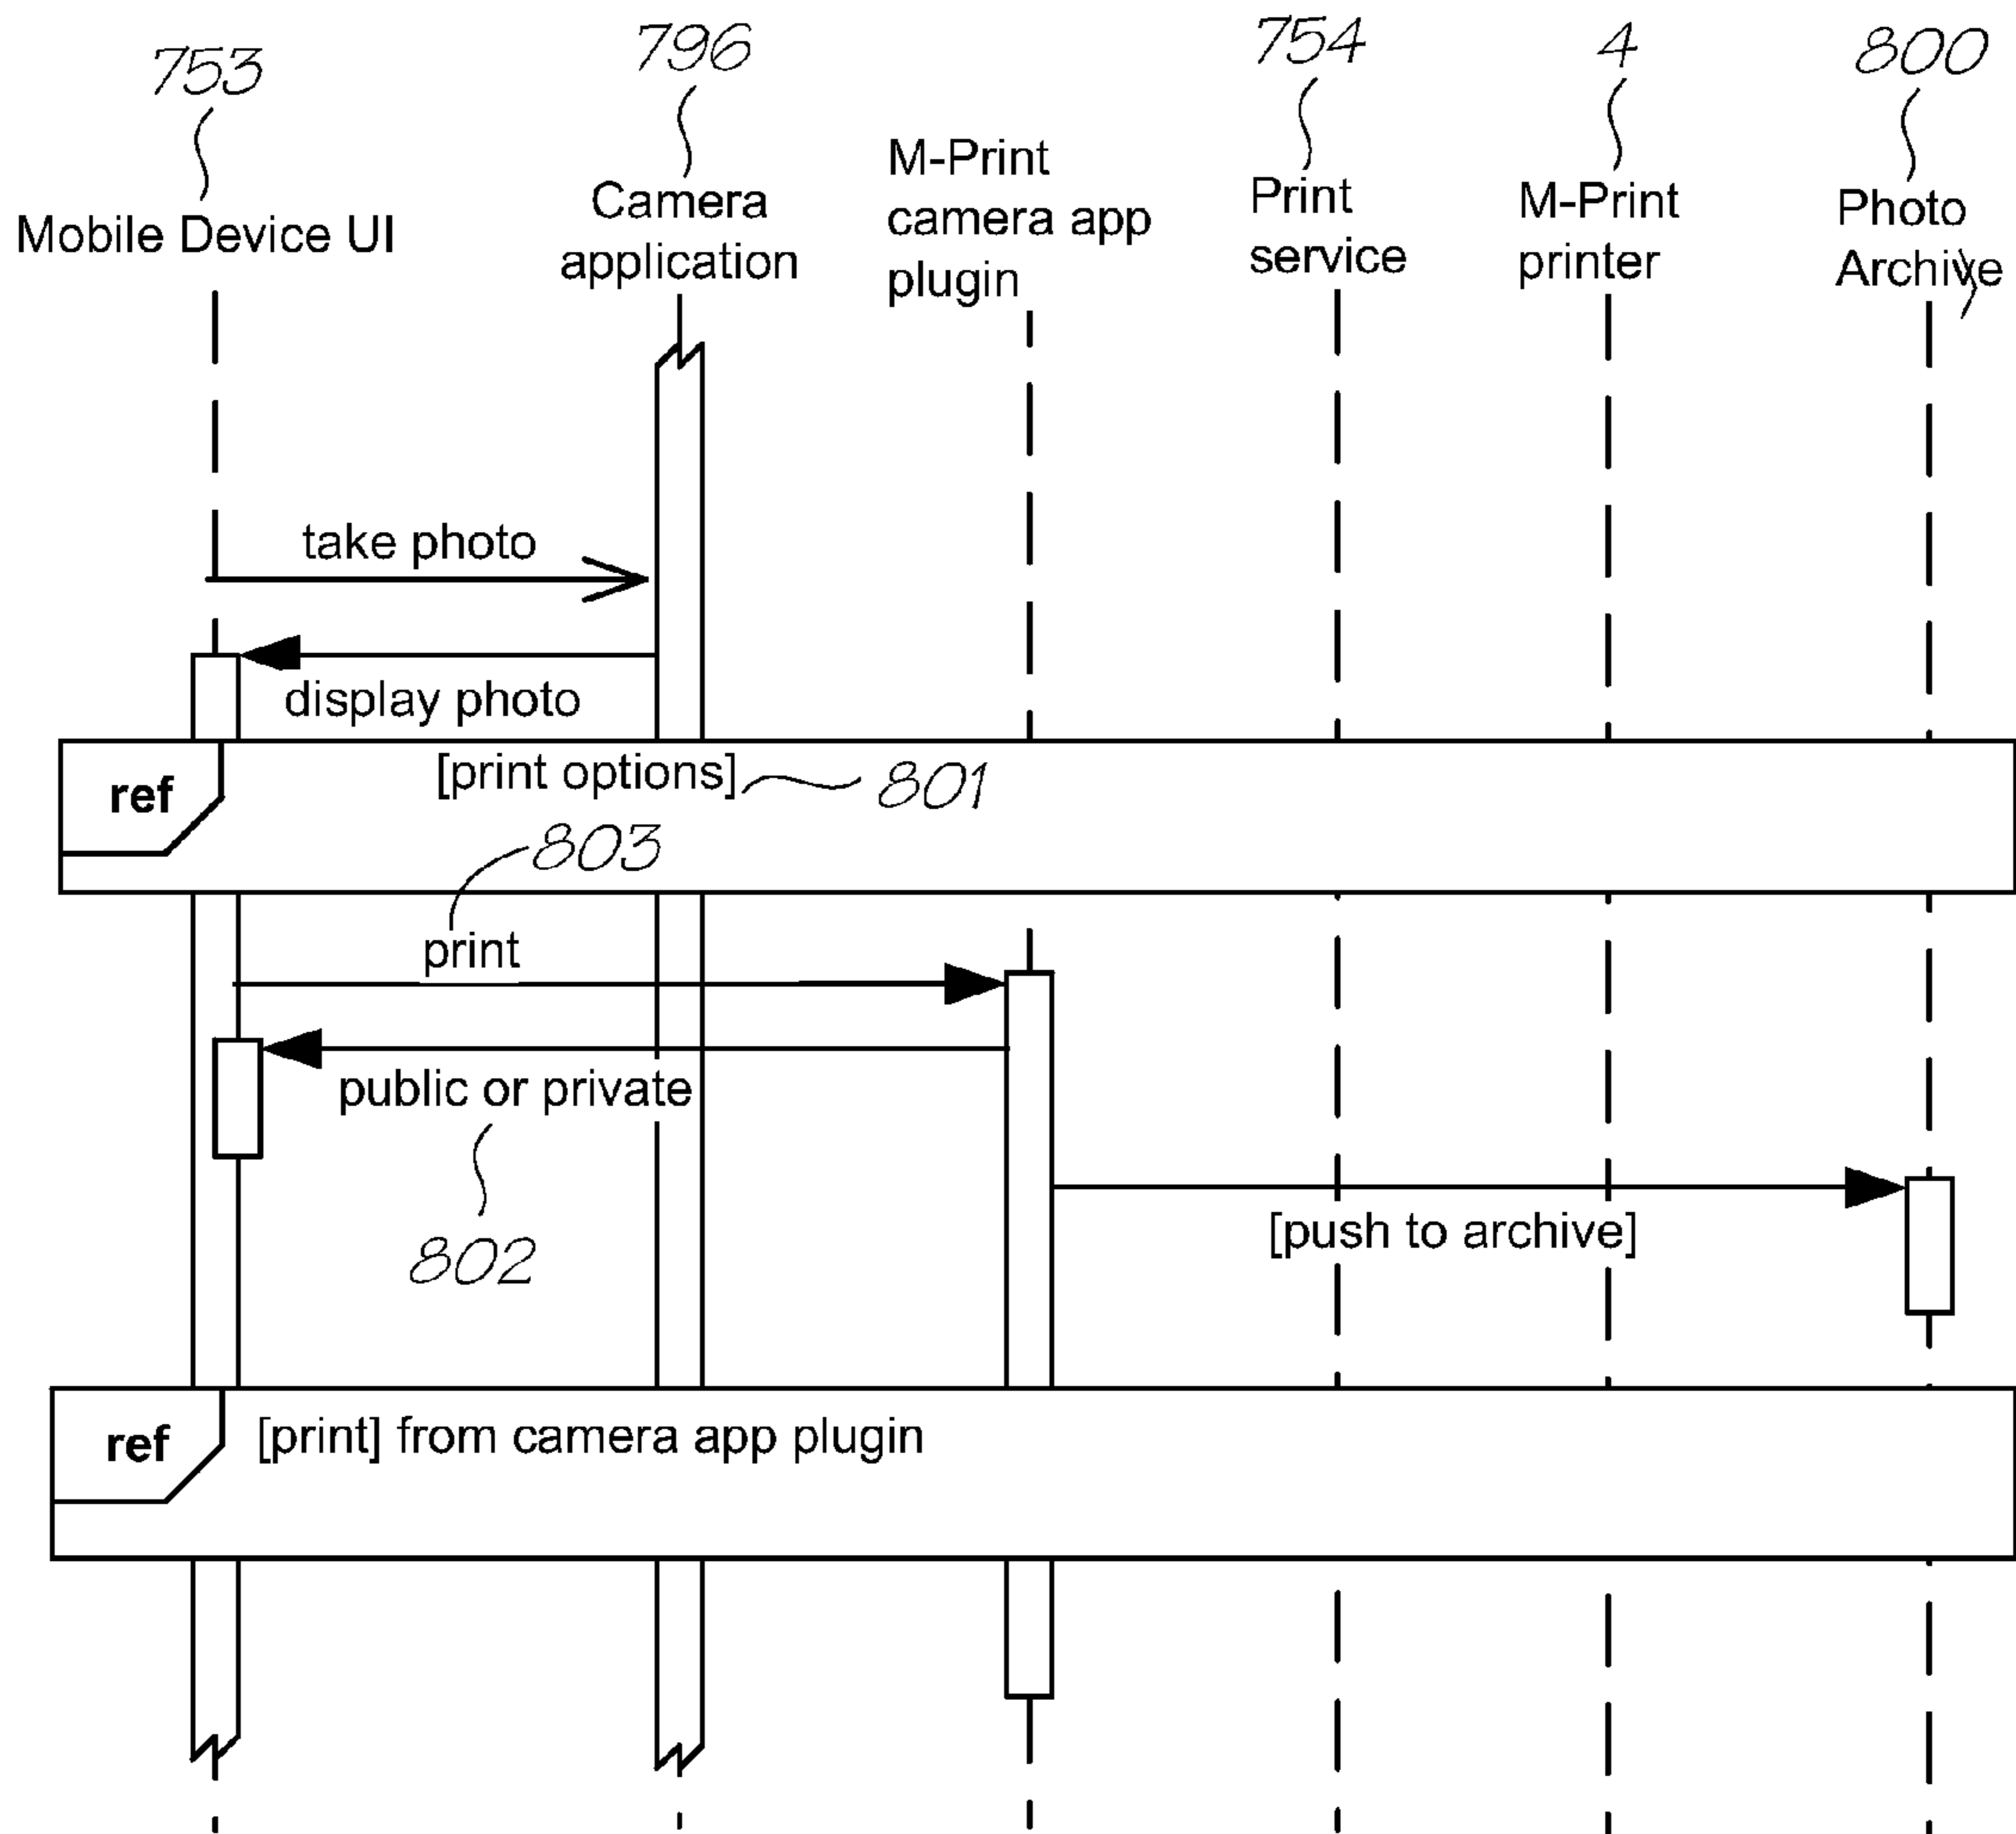 753
796
754
4
800
Mobile Device UI
Camera
application
M-Print
camera app
plugin
Print
service
M-Print
printer
Photo
Archive
take photo
display photo
ref
[print options]
801
803
print
public or private
802
[push to archive]
ref
[print] from camera app plugin